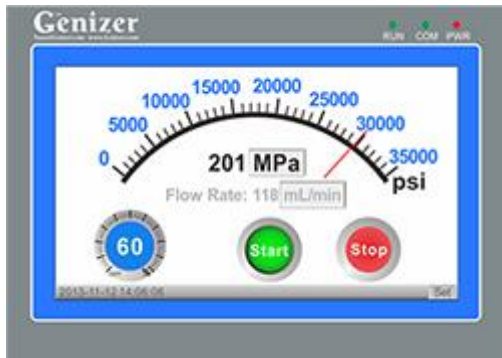 Genizer
RUN COM PWR
0 5000 10000 15000 20000 25000 30000 35000
psi
201 MPa
Flow Rate: 118 mL/min
60
Start
Stop
2013-11-12 14:06:06
Set